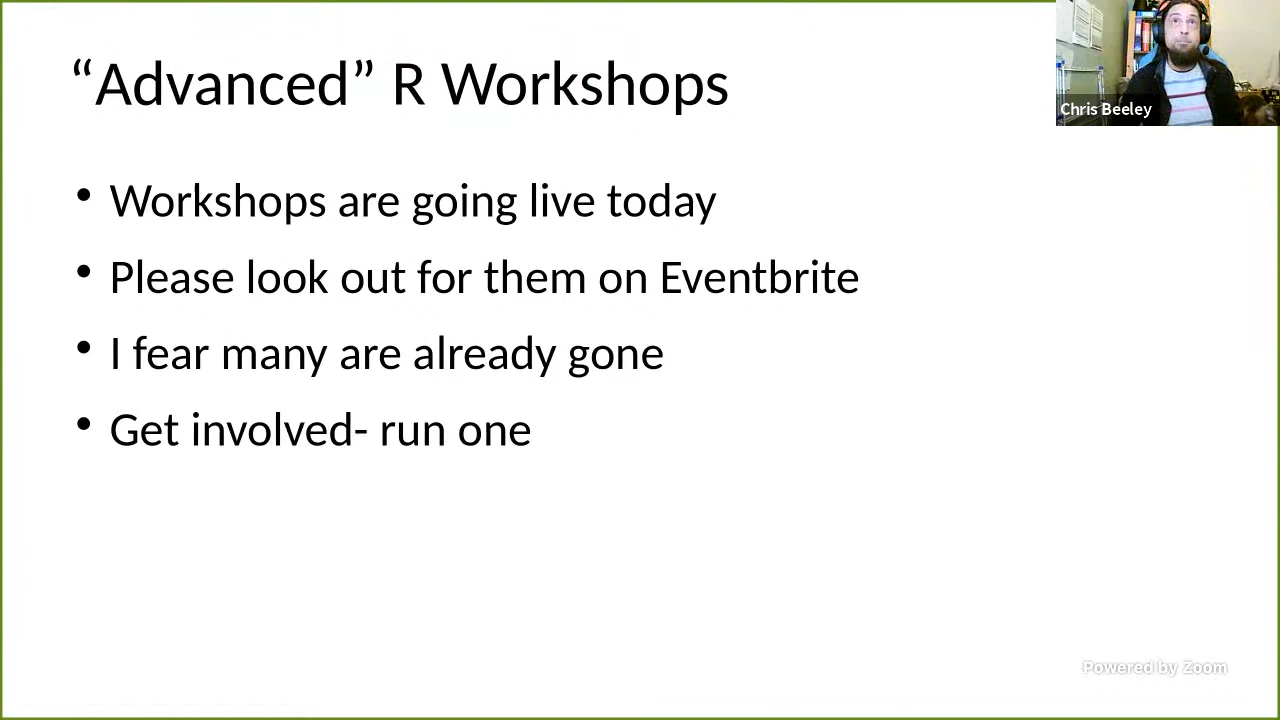 “Advanced” R Workshops
Chris Beeley
• Workshops are going live today
• Please look out for them on Eventbrite
• I fear many are already gone
• Get involved- run one
Powered by Zoom